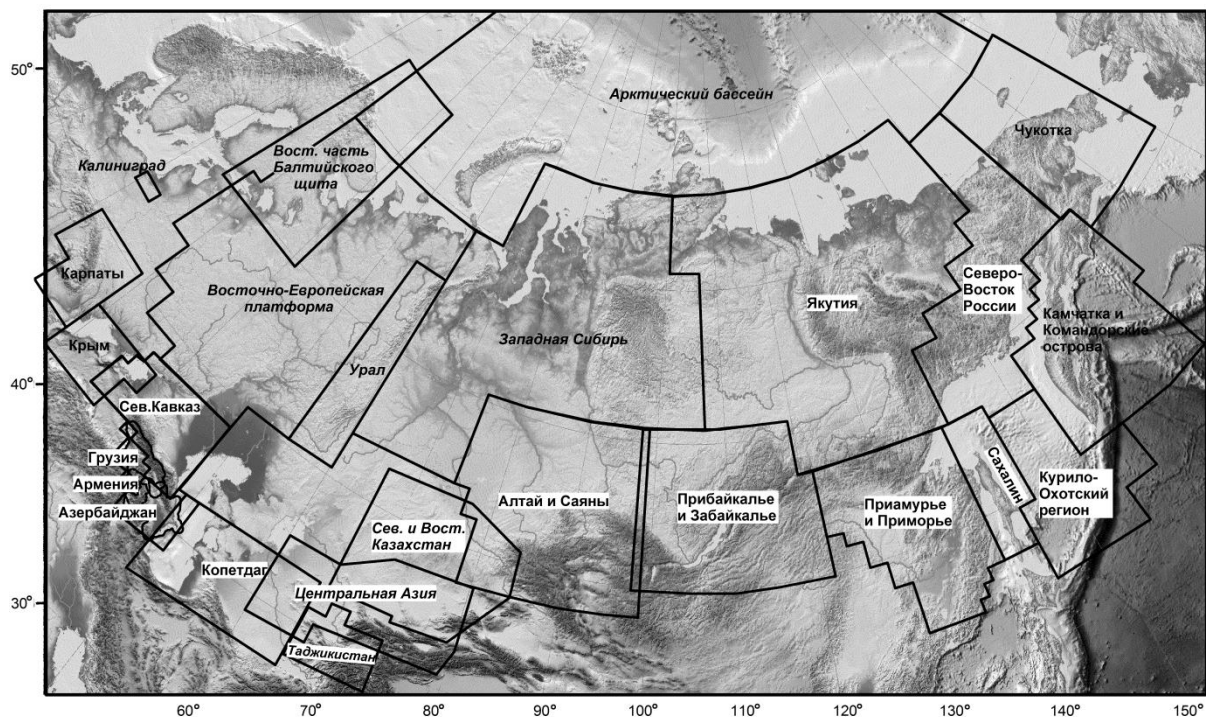 50°
40°
30°
Арктический бассейн
Чукотка
Калиниград
Вост. часть
Балтийского
щита
Карпаты
Восточно-Европейская
платформа
Северо-
Восток
России
Якутия
Камчатка и
Командорские
острова
Крым
Урал
Западная Сибирь
Сев.Кавказ
Грузия
Армения
Азербайджан
Сахалин
Курило-
Охотский
регион
Алтай и Саяны
Прибайкалье
и Забайкалье
Приамурье
и Приморье
Сев. и Вост.
Казахстан
Копетдаг
Центральная Азия
Таджикистан
60°
70°
80°
90°
100°
110°
120°
130°
140°
150°